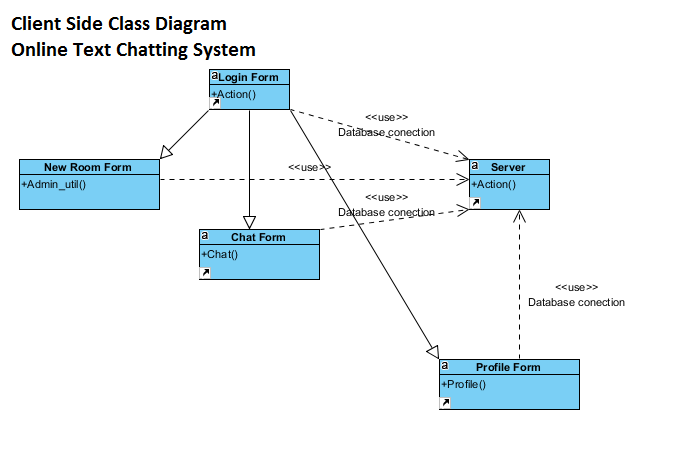 Client Side Class Diagram
Online Text Chatting System
a Login Form
+Action()
<<use>>
Database conection
New Room Form
+Admin_util()
<<use>>
a Server
+Action()
<<use>>
Database conection
a Chat Form
+Chat()
<<use>>
Database conection
a Profile Form
+Profile()